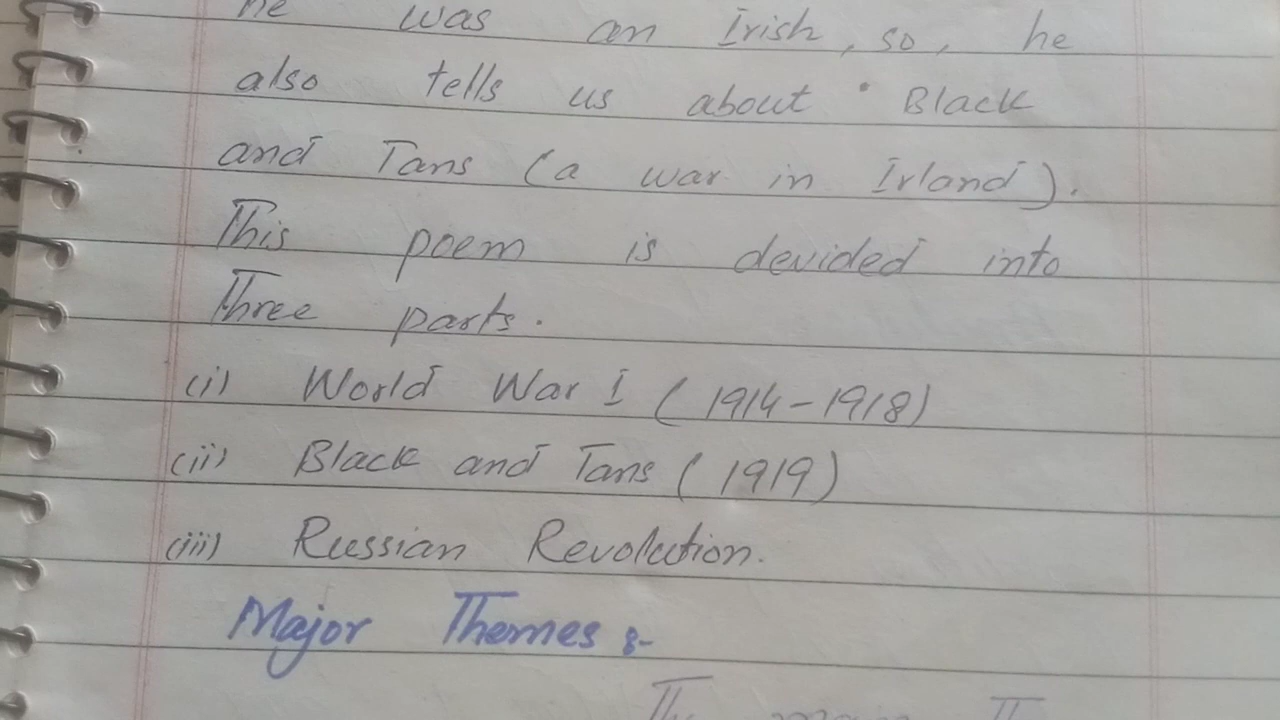 he was an Irish, so, he
also tells us about Black
and Tans (a war in Irland).
This poem is devided into
Three parts.
(i) World War I (1914-1918)
(ii) Black and Tans (1919)
(iii) Russian Revolution.
Major Themes :-